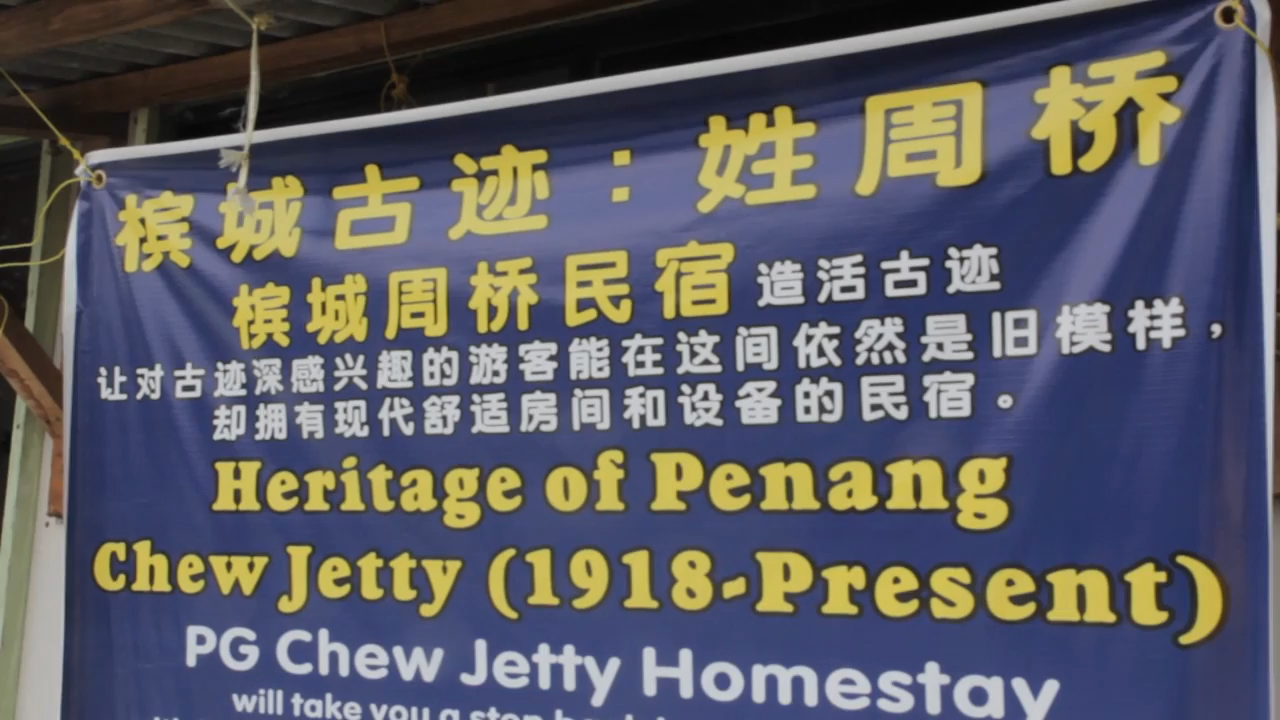 槟城古迹：姓周桥
槟城周桥民宿 造活古迹
让对古迹深感兴趣的游客能在这间依然是旧模样，
却拥有现代舒适房间和设备的民宿。
Heritage of Penang
Chew Jetty (1918-Present)
PG Chew Jetty Homestay
will take you a step